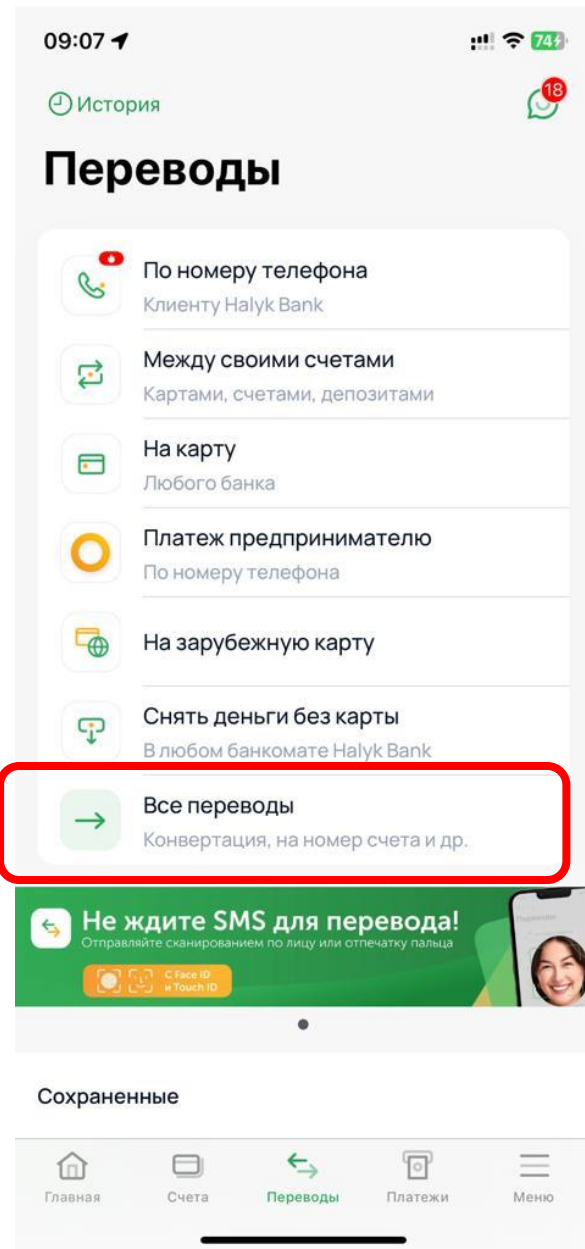 09:07
74
История
18
Переводы
По номеру телефона
Клиенту Halyk Bank
Между своими счетами
Картами, счетами, депозитами
На карту
Любого банка
Платеж предпринимателю
По номеру телефона
На зарубежную карту
Снять деньги без карты
В любом банкомате Halyk Bank
Все переводы
Конвертация, на номер счета и др.
Не ждите SMS для перевода!
Отправляйте сканированием по лицу или отпечатку пальца
С Face ID
и Touch ID
Сохраненные
Главная
Счета
Переводы
Платежи
Меню